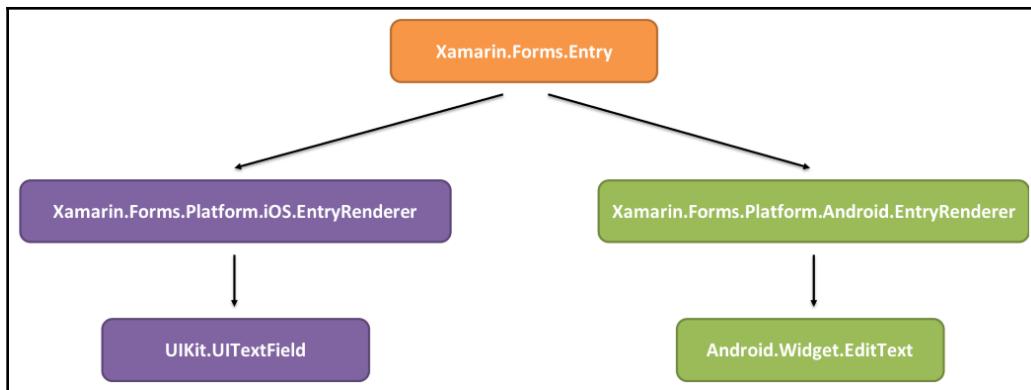 Xamarin.Forms.Entry
Xamarin.Forms.Platform.iOS.EntryRenderer
Xamarin.Forms.Platform.Android.EntryRenderer
UIKit.UITextField
Android.Widget.EditText